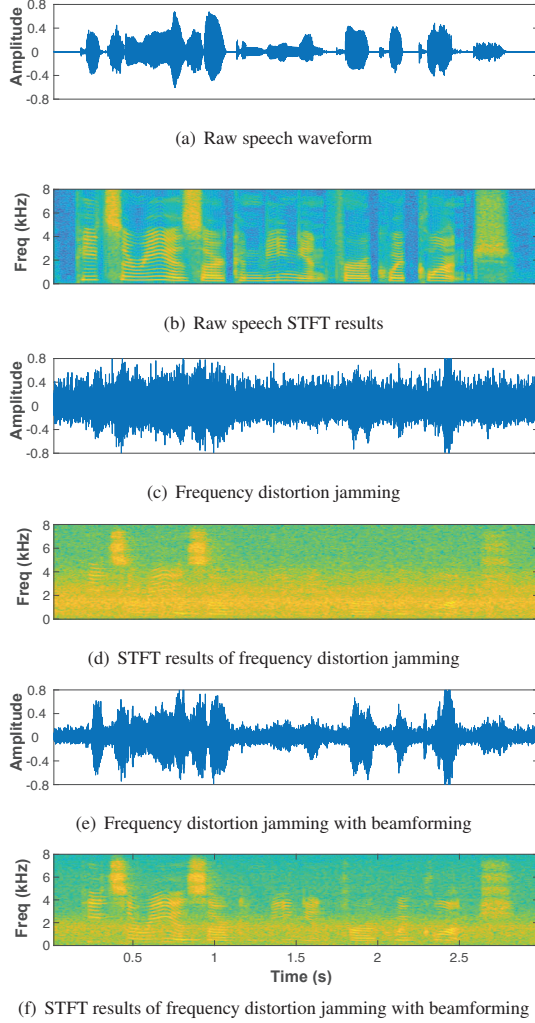 Amplitude
0.8
0.4
0
-0.4
-0.8
(a) Raw speech waveform
Freq (kHz)
8
6
4
2
0
(b) Raw speech STFT results
Amplitude
0.8
0.4
0
-0.4
-0.8
(c) Frequency distortion jamming
Freq (kHz)
8
6
4
2
0
(d) STFT results of frequency distortion jamming
Amplitude
0.8
0.4
0
-0.4
-0.8
(e) Frequency distortion jamming with beamforming
Freq (kHz)
8
6
4
2
0
0.5 1 1.5 2 2.5
Time (s)
(f) STFT results of frequency distortion jamming with beamforming